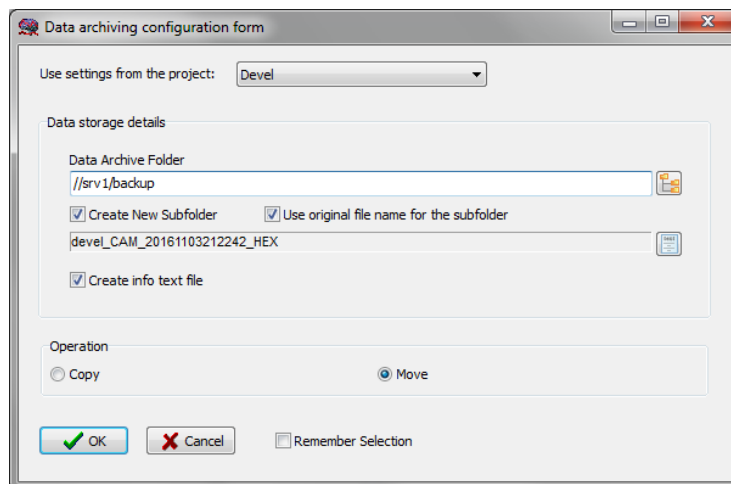 Data archiving configuration form
Use settings from the project: Devel
Data storage details
Data Archive Folder
//srv1/backup
Create New Subfolder Use original file name for the subfolder
devel_CAM_20161103212242_HEX
Create info text file
Operation
Copy Move
OK Cancel Remember Selection